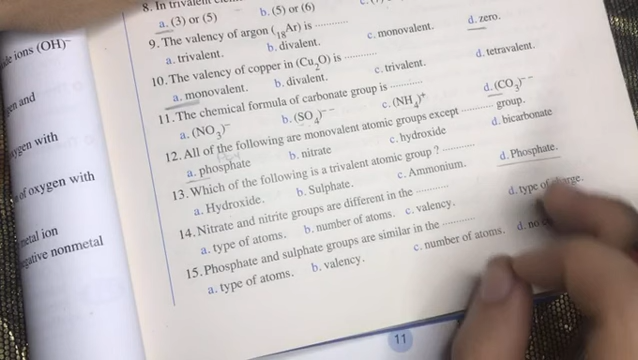 ions (OH)⁻
and
with
of oxygen with
ion
nonmetal
8. In trivalent
a. (3) or (5) b. (5) or (6)
9. The valency of argon (₁₈Ar) is ............
a. trivalent. b. divalent. c. monovalent. d. zero.
10. The valency of copper in (Cu₂O) is ............
a. monovalent. b. divalent. c. trivalent. d. tetravalent.
11. The chemical formula of carbonate group is ............
a. (NO₃)⁻ b. (SO₄)⁻⁻ c. (NH₄)⁺ d. (CO₃)⁻⁻
12. All of the following are monovalent atomic groups except ............ group.
a. phosphate b. nitrate c. hydroxide d. bicarbonate
13. Which of the following is a trivalent atomic group ? ............
a. Hydroxide. b. Sulphate. c. Ammonium. d. Phosphate.
14. Nitrate and nitrite groups are different in the ............
a. type of atoms. b. number of atoms. c. valency. d. type of
15. Phosphate and sulphate groups are similar in the ............
a. type of atoms. b. valency. c. number of atoms. d. no
11